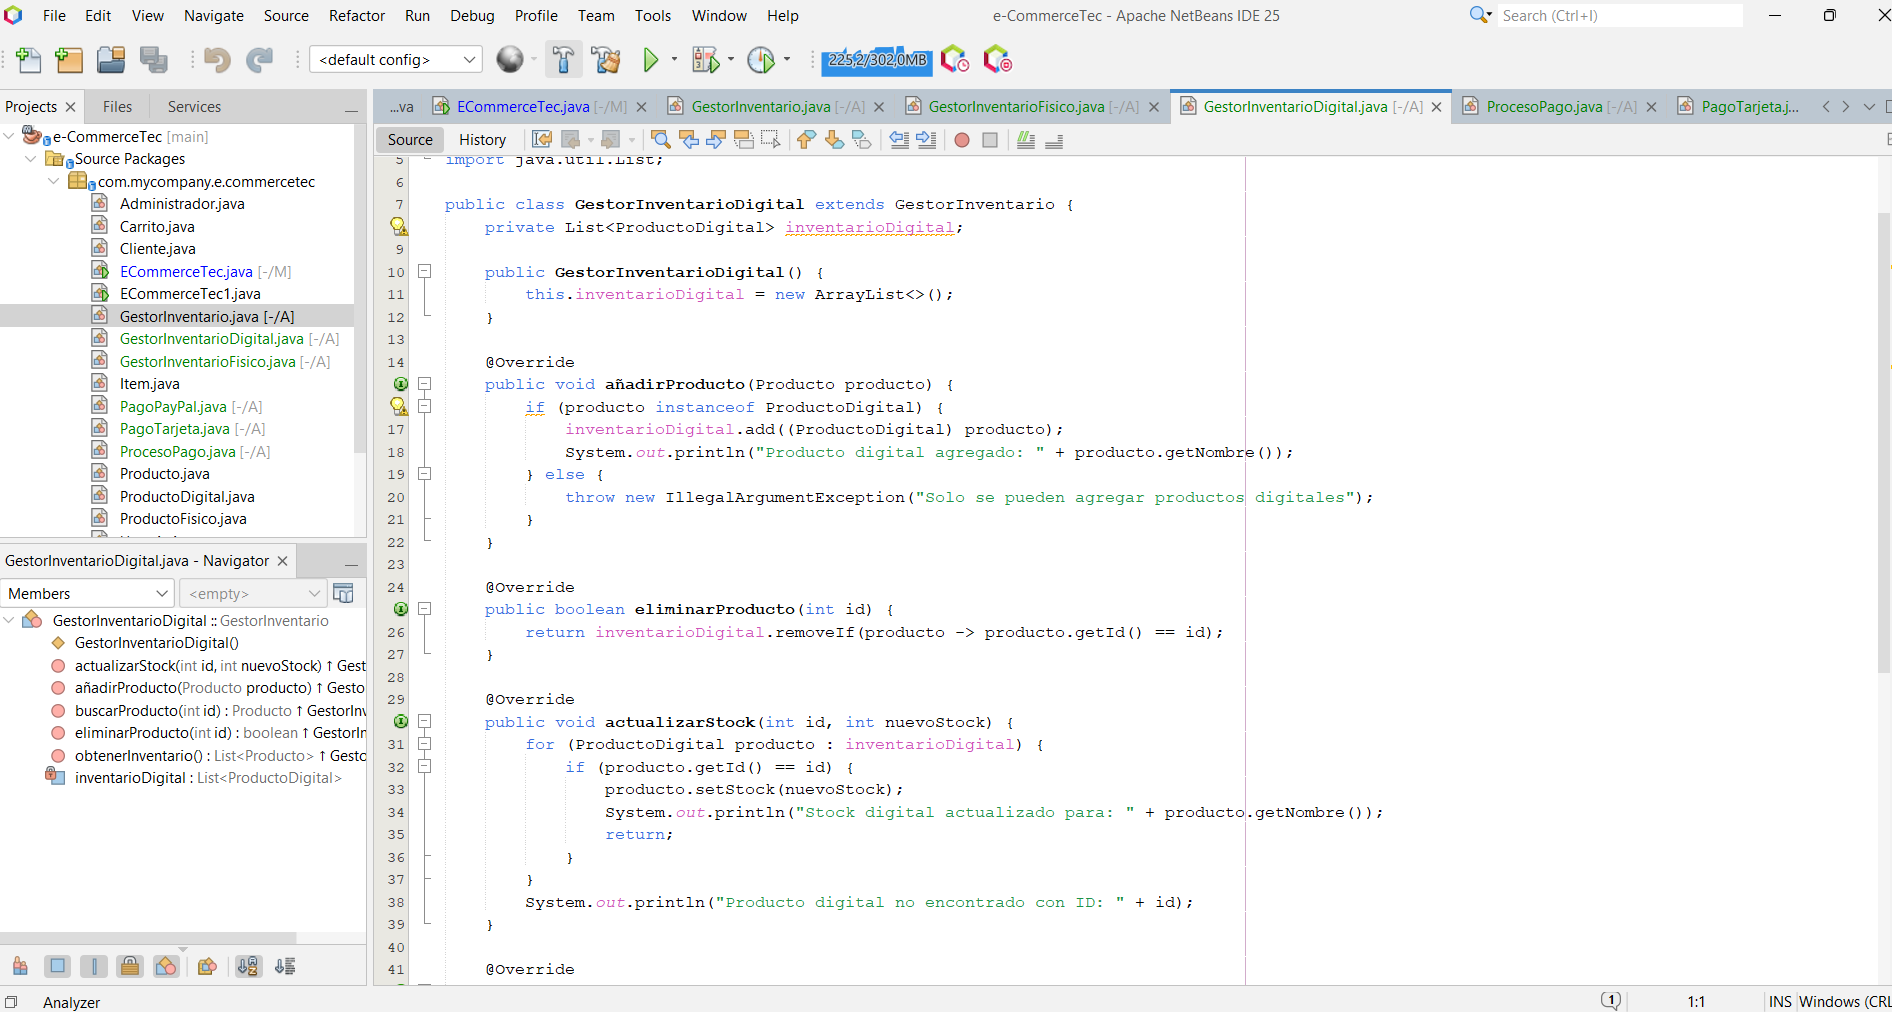 File Edit View Navigate Source Refactor Run Debug Profile Team Tools Window Help
e-CommerceTec - Apache NetBeans IDE 25
Search (Ctrl+I)
<default config>
225,2/302,0MB
Projects Files Services
e-CommerceTec [main]
Source Packages
com.mycompany.e.commercetec
Administrador.java
Carrito.java
Cliente.java
ECommerceTec.java [-/M]
ECommerceTec1.java
GestorInventario.java [-/A]
GestorInventarioDigital.java [-/A]
GestorInventarioFisico.java [-/A]
Item.java
PagoPayPal.java [-/A]
PagoTarjeta.java [-/A]
ProcesoPago.java [-/A]
Producto.java
ProductoDigital.java
ProductoFisico.java
GestorInventarioDigital.java - Navigator
Members <empty>
GestorInventarioDigital :: GestorInventario
GestorInventarioDigital()
actualizarStock(int id, int nuevoStock) ↑ Gest
añadirProducto(Producto producto) ↑ Gesto
buscarProducto(int id) : Producto ↑ GestorInv
eliminarProducto(int id) : boolean ↑ GestorIn
obtenerInventario() : List<Producto> ↑ Gesto
inventarioDigital : List<ProductoDigital>
...va ECommerceTec.java [-/M] GestorInventario.java [-/A] GestorInventarioFisico.java [-/A] GestorInventarioDigital.java [-/A] ProcesoPago.java [-/A] PagoTarjeta.j...
Source History
5 import java.util.List;
6
7 public class GestorInventarioDigital extends GestorInventario {
private List<ProductoDigital> inventarioDigital;
9
10 public GestorInventarioDigital() {
11 this.inventarioDigital = new ArrayList<>();
12 }
13
14 @Override
public void añadirProducto(Producto producto) {
if (producto instanceof ProductoDigital) {
17 inventarioDigital.add((ProductoDigital) producto);
18 System.out.println("Producto digital agregado: " + producto.getNombre());
19 } else {
20 throw new IllegalArgumentException("Solo se pueden agregar productos digitales");
21 }
22 }
23
24 @Override
public boolean eliminarProducto(int id) {
26 return inventarioDigital.removeIf(producto -> producto.getId() == id);
27 }
28
29 @Override
public void actualizarStock(int id, int nuevoStock) {
31 for (ProductoDigital producto : inventarioDigital) {
32 if (producto.getId() == id) {
33 producto.setStock(nuevoStock);
34 System.out.println("Stock digital actualizado para: " + producto.getNombre());
35 return;
36 }
37 }
38 System.out.println("Producto digital no encontrado con ID: " + id);
39 }
40
41 @Override
Analyzer
1 1:1 INS Windows (CRL